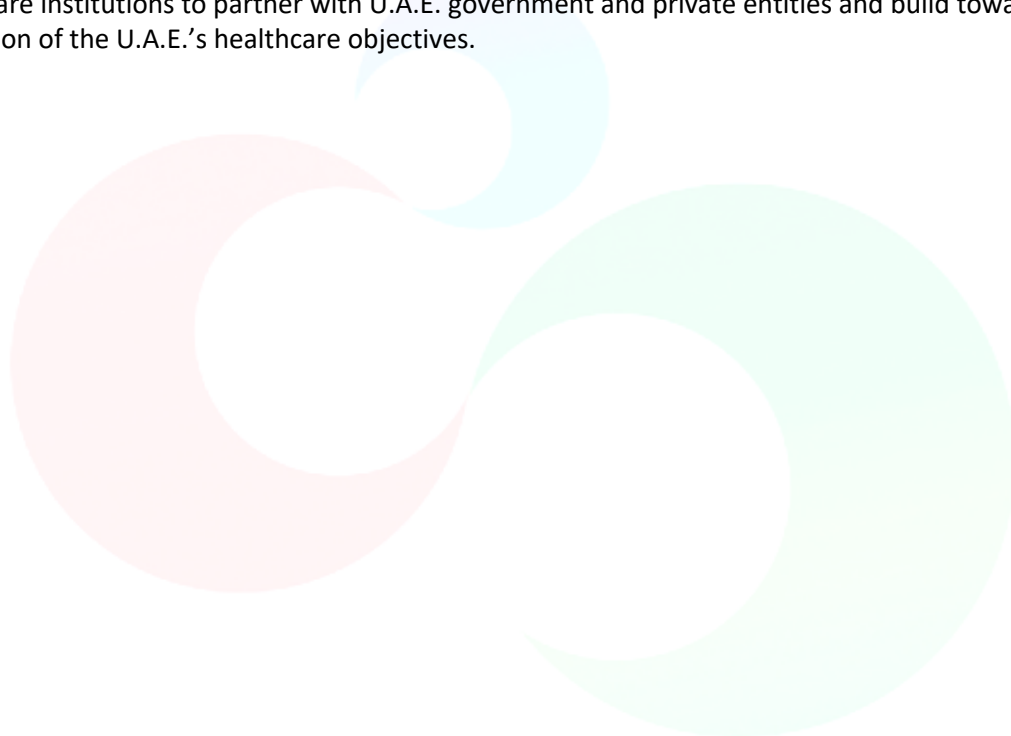 are institutions to partner with U.A.E. government and private entities and build towa
on of the U.A.E.’s healthcare objectives.